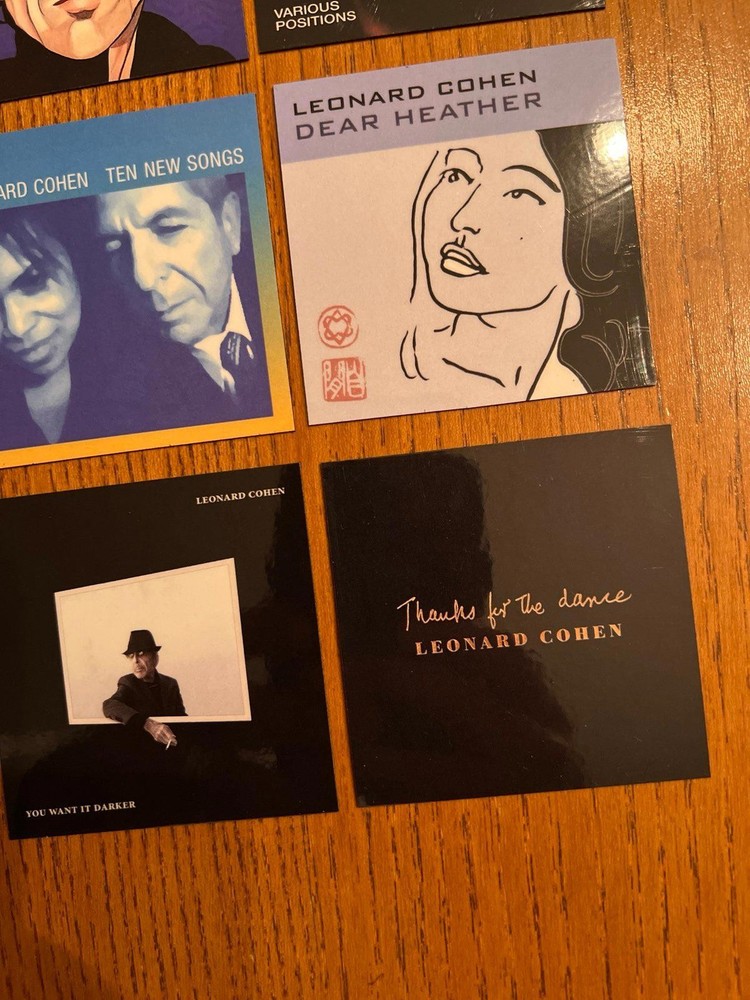 VARIOUS
POSITIONS
ARD COHEN TEN NEW SONGS
LEONARD COHEN
DEAR HEATHER
LEONARD COHEN
YOU WANT IT DARKER
Thanks for the dance
LEONARD COHEN